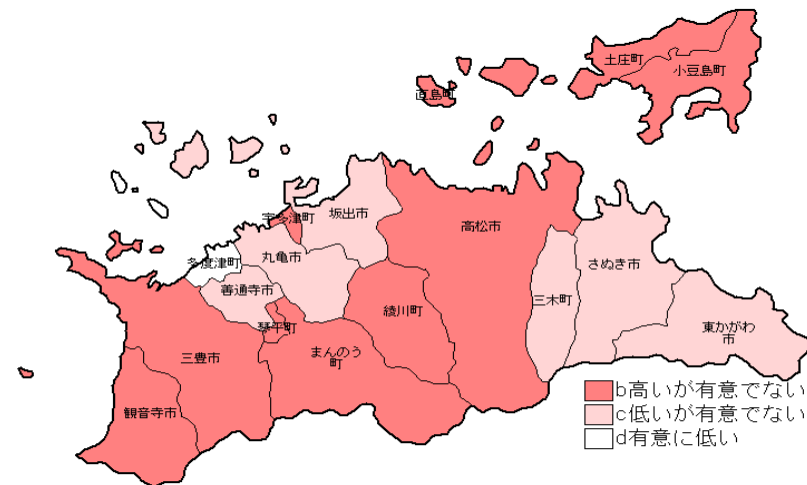 土庄町
小豆島町
直島町
宇多津町
坂出市
高松市
多度津町
丸亀市
さぬき市
善通寺市
三木町
綾川町
東かがわ
市
琴平町
三豊市
まんのう
町
観音寺市
b高いが有意でない
c低いが有意でない
d有意に低い